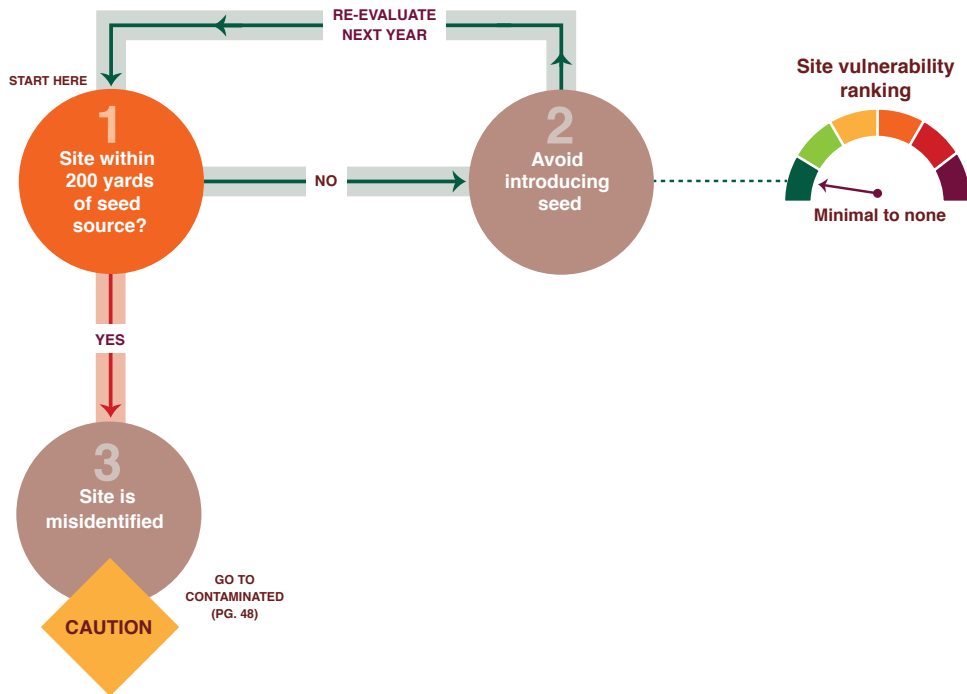 RE-EVALUATE
NEXT YEAR
START HERE
1
Site within
200 yards
of seed
source?
NO
2
Avoid
introducing
seed
Site vulnerability
ranking
Minimal to none
YES
3
Site is
misidentified
CAUTION
GO TO
CONTAMINATED
(PG. 48)